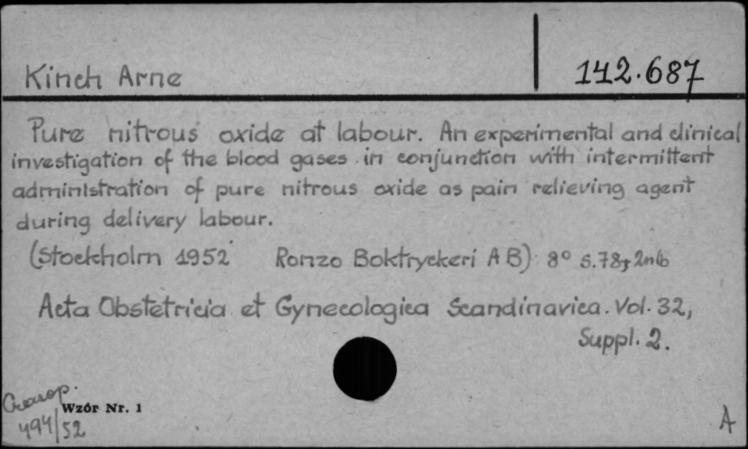 Kinch Arne
142.687
Pure nitrous oxide at labour. An experimental and clinical
investigation of the blood gases in conjunction with intermittent
administration of pure nitrous oxide as pain relieving agent
during delivery labour.
(Stockholm 1952 Ronzo Boktryckeri AB) 8° s. 78, 2nlb
Acta Obstetricia et Gynecologica Scandinavica. Vol. 32,
Suppl. 2.
Czasop.
Wzór Nr. 1
494/52
A